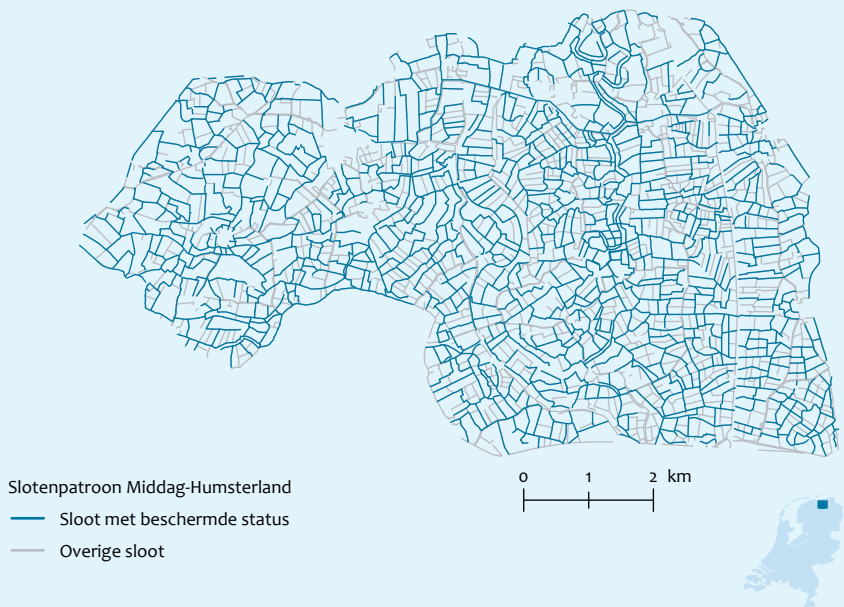 0 1 2 km
Slotenpatroon Middag-Humsterland
Sloot met beschermde status
Overige sloot